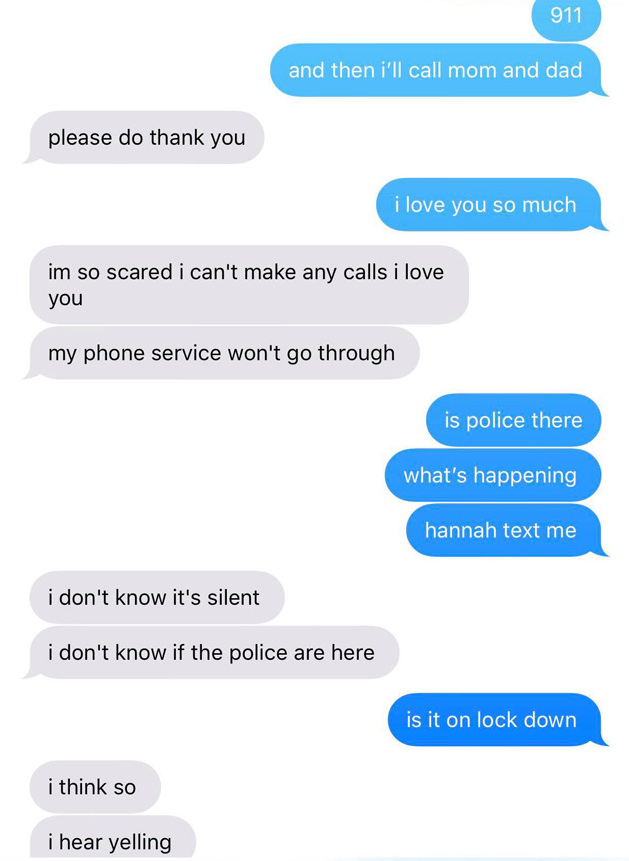 911
and then i’ll call mom and dad
please do thank you
i love you so much
im so scared i can't make any calls i love
you
my phone service won't go through
is police there
what’s happening
hannah text me
i don't know it's silent
i don't know if the police are here
is it on lock down
i think so
i hear yelling